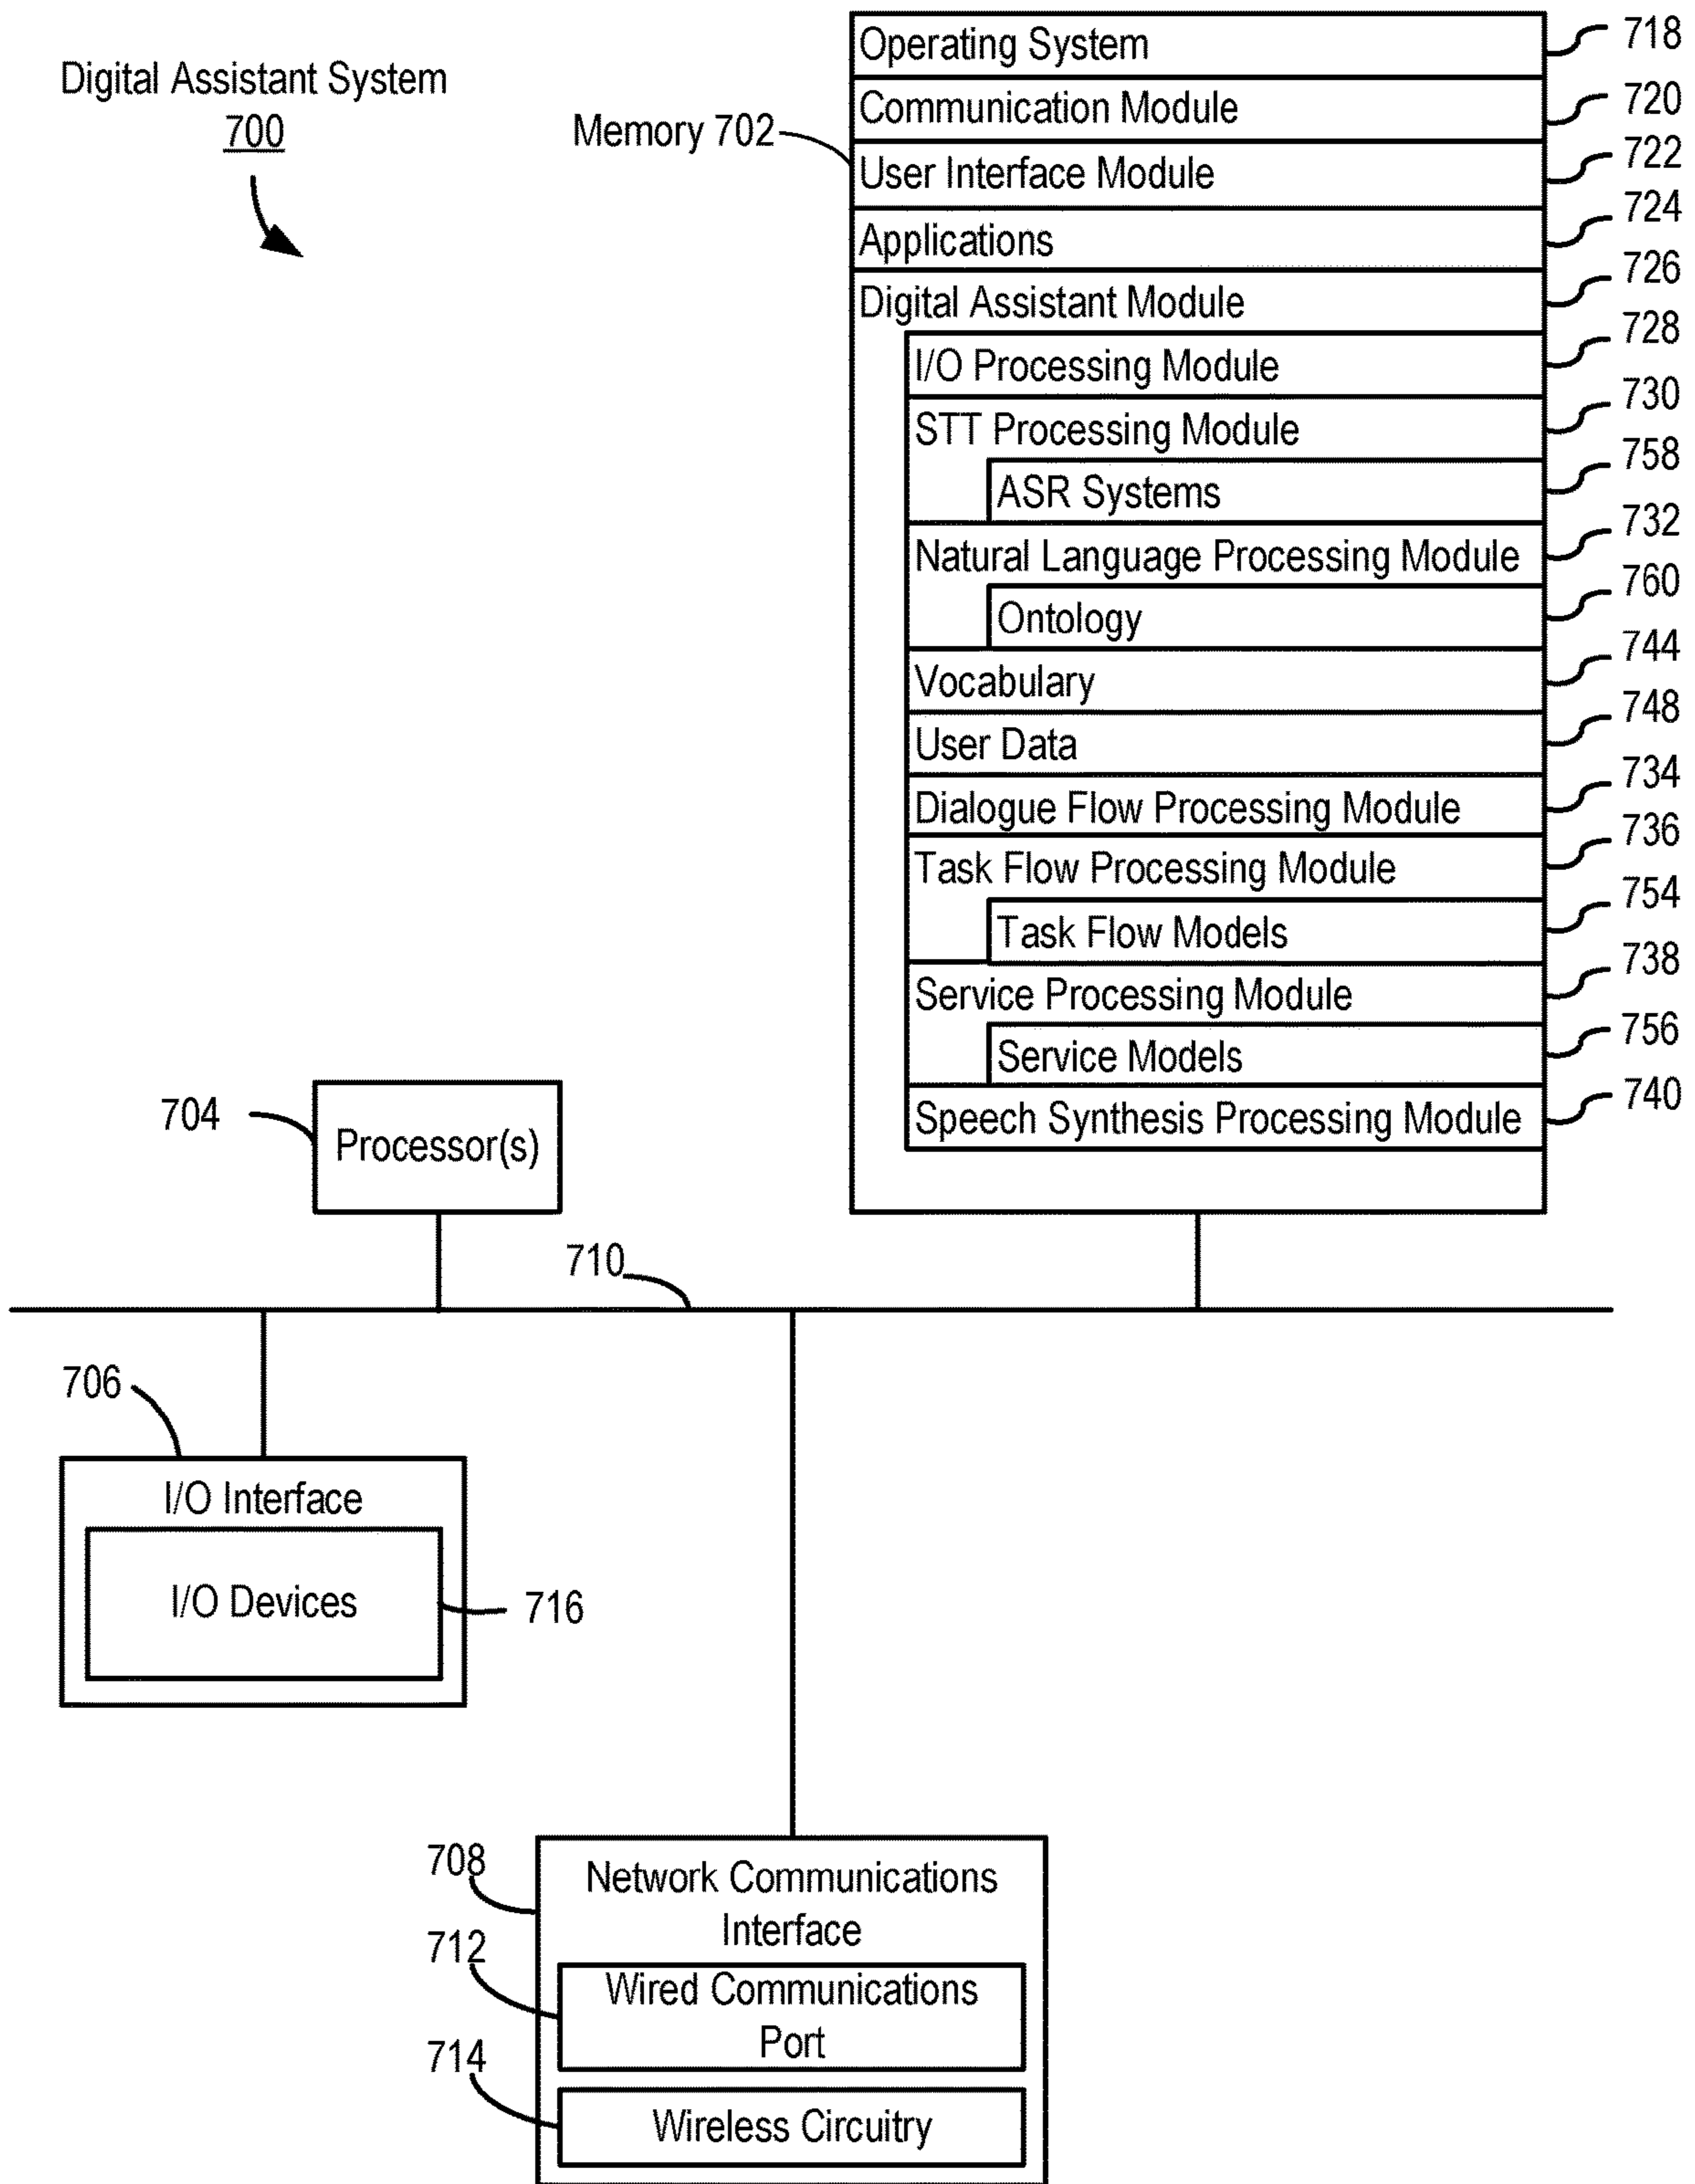 Digital Assistant System
700
Memory 702
Operating System 718
Communication Module 720
User Interface Module 722
Applications 724
Digital Assistant Module 726
I/O Processing Module 728
STT Processing Module 730
ASR Systems 758
Natural Language Processing Module 732
Ontology 760
Vocabulary 744
User Data 748
Dialogue Flow Processing Module 734
Task Flow Processing Module 736
Task Flow Models 754
Service Processing Module 738
Service Models 756
Speech Synthesis Processing Module 740
704
Processor(s)
710
706
I/O Interface
I/O Devices
716
708
Network Communications
Interface
712
Wired Communications
Port
714
Wireless Circuitry